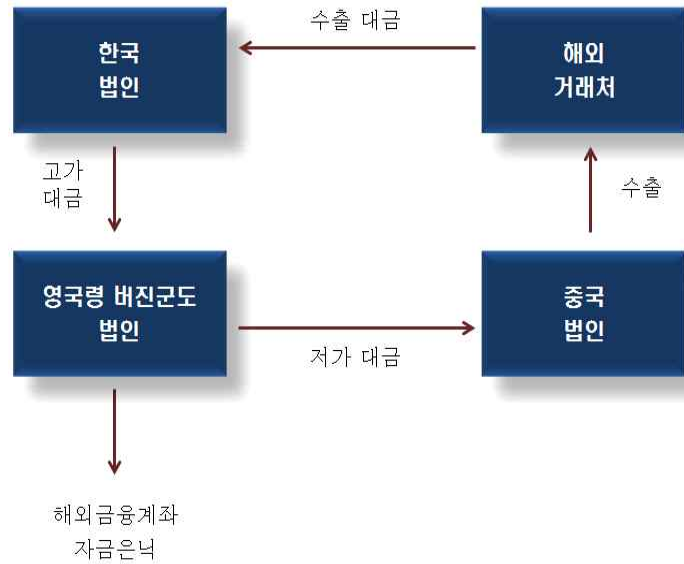 수출 대금
한국
법인
해외
거래처
고가
대금
수출
영국령 버진군도
법인
중국
법인
저가 대금
해외금융계좌
자금은닉